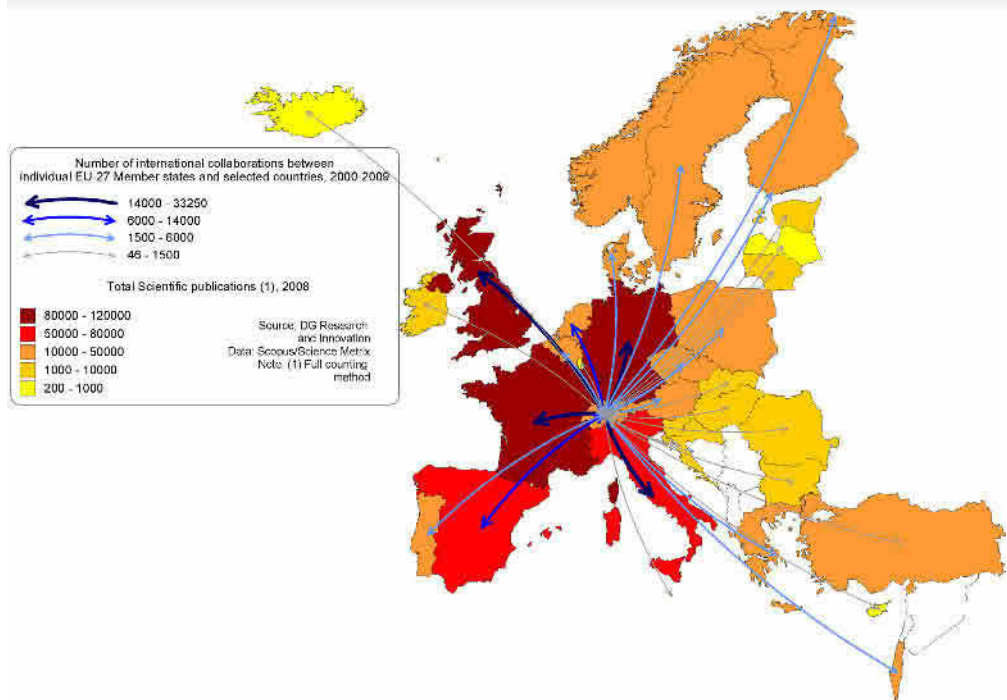 Number of international collaborations between
individual EU-27 Member states and selected countries, 2000-2009
14000 - 33250
6000 - 14000
1500 - 6000
46 - 1500
Total Scientific publications (1), 2008
80000 - 120000
50000 - 80000
10000 - 50000
1000 - 10000
200 - 1000
Source: DG Research
and Innovation
Data: Scopus/Science Metrix
Note: (1) Full counting
method